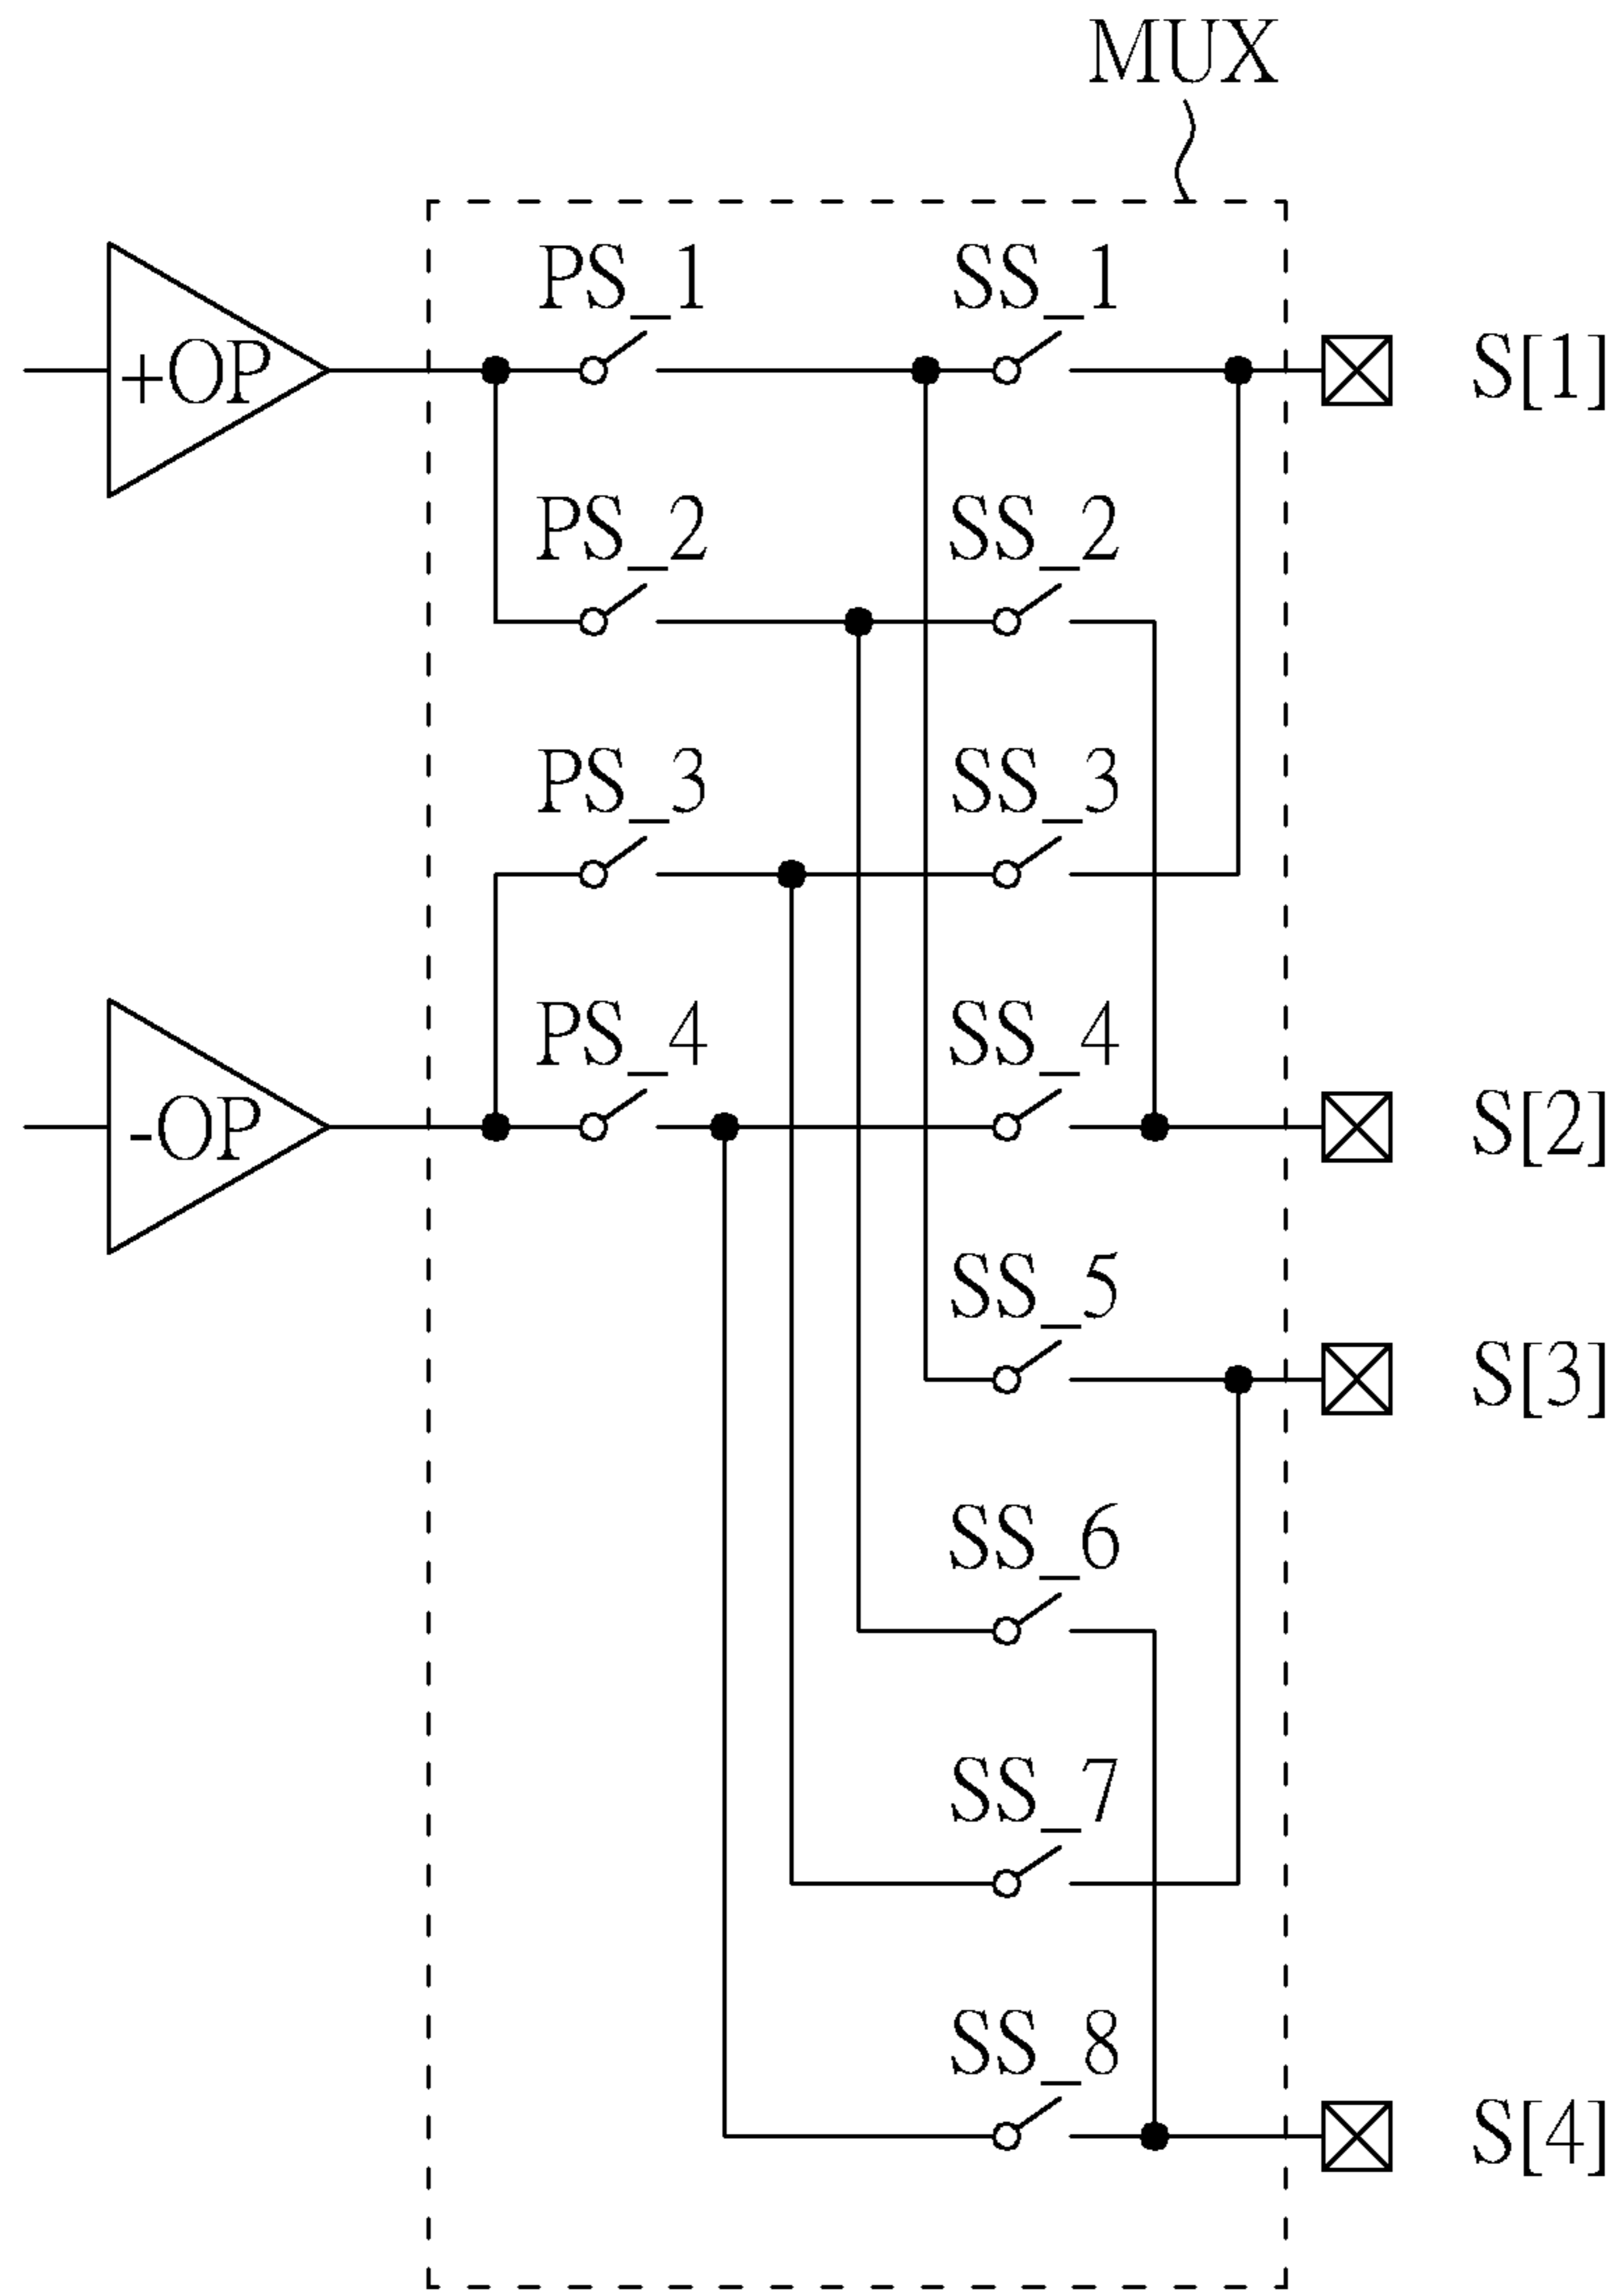 MUX
PS_1 SS_1
+OP S[1]
PS_2 SS_2
PS_3 SS_3
PS_4 SS_4
-OP S[2]
SS_5
S[3]
SS_6
SS_7
SS_8
S[4]